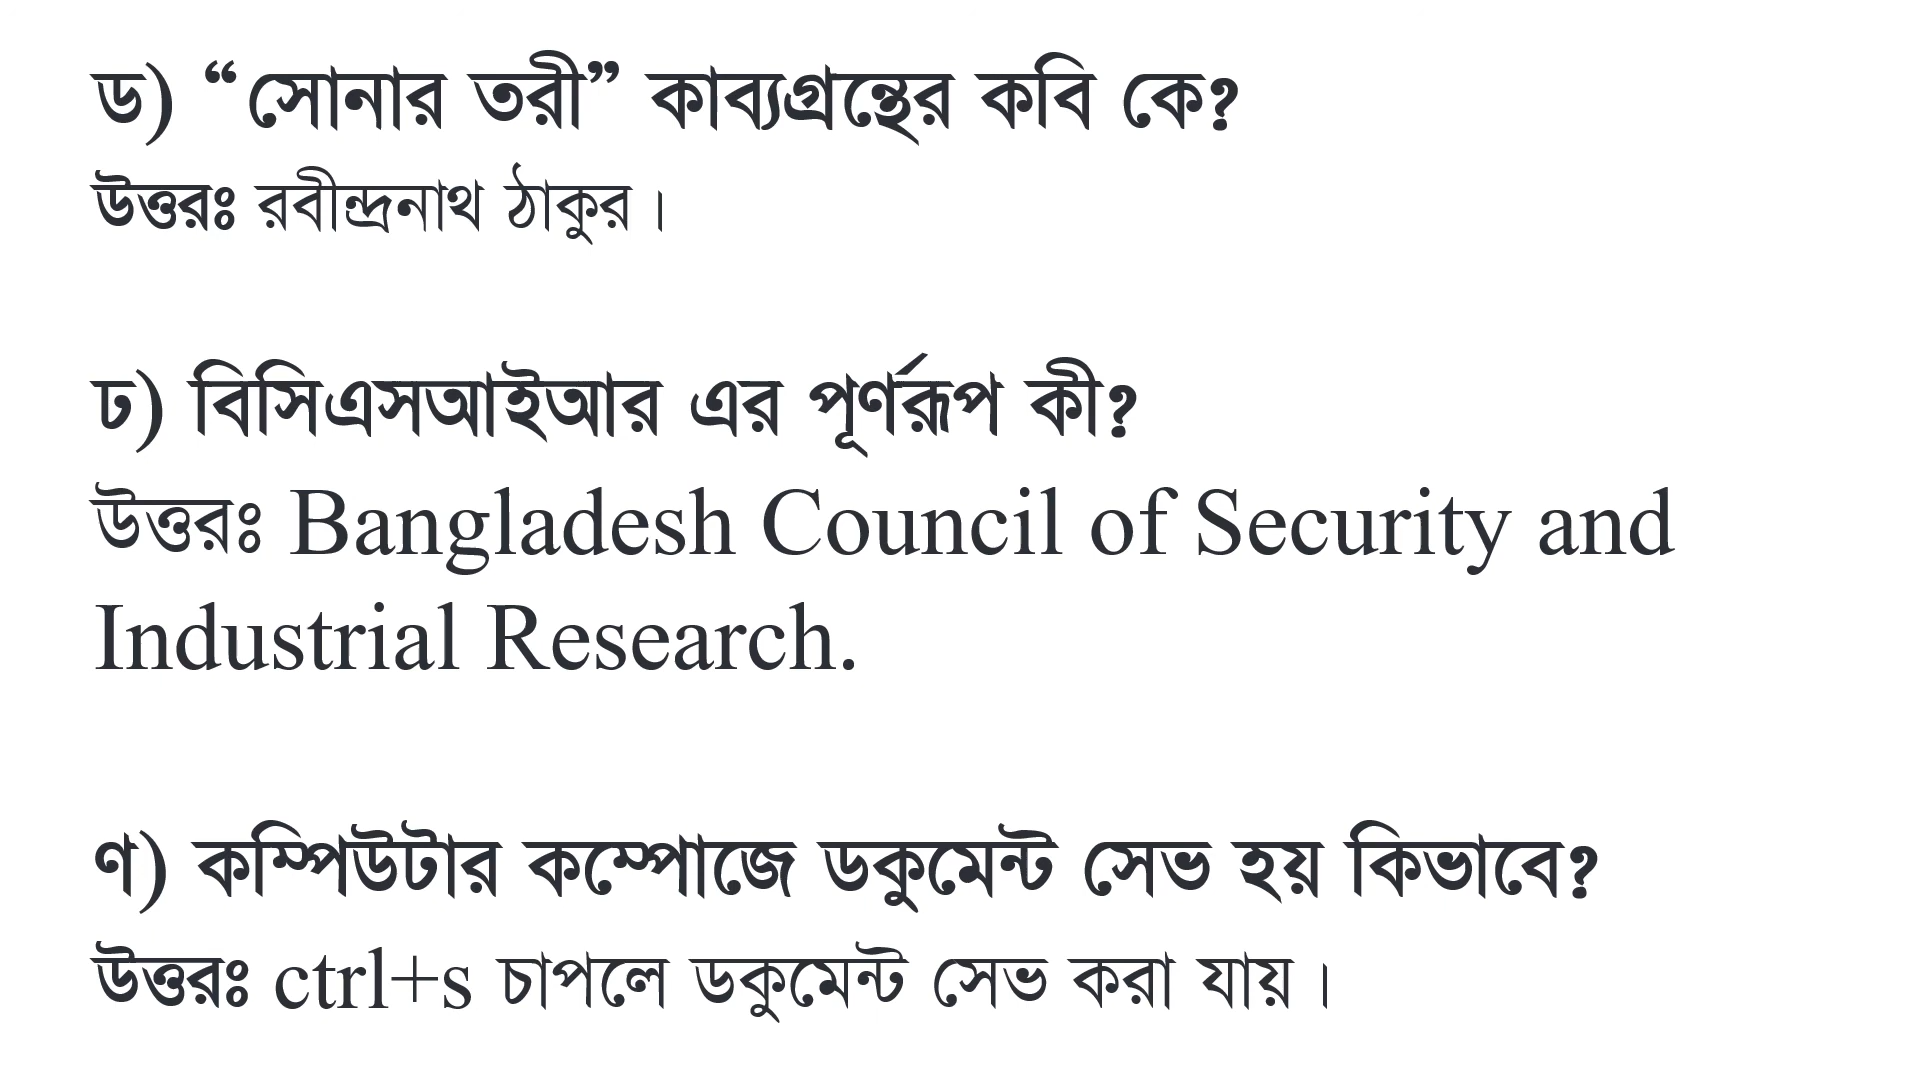 ড) “সোনার তরী” কাব্যগ্রন্থের কবি কে?
উত্তরঃ রবীন্দ্রনাথ ঠাকুর।
ঢ) বিসিএসআইআর এর পূর্ণরূপ কী?
উত্তরঃ Bangladesh Council of Security and
Industrial Research.
ণ) কম্পিউটার কম্পোজে ডকুমেন্ট সেভ হয় কিভাবে?
উত্তরঃ ctrl+s চাপলে ডকুমেন্ট সেভ করা যায়।